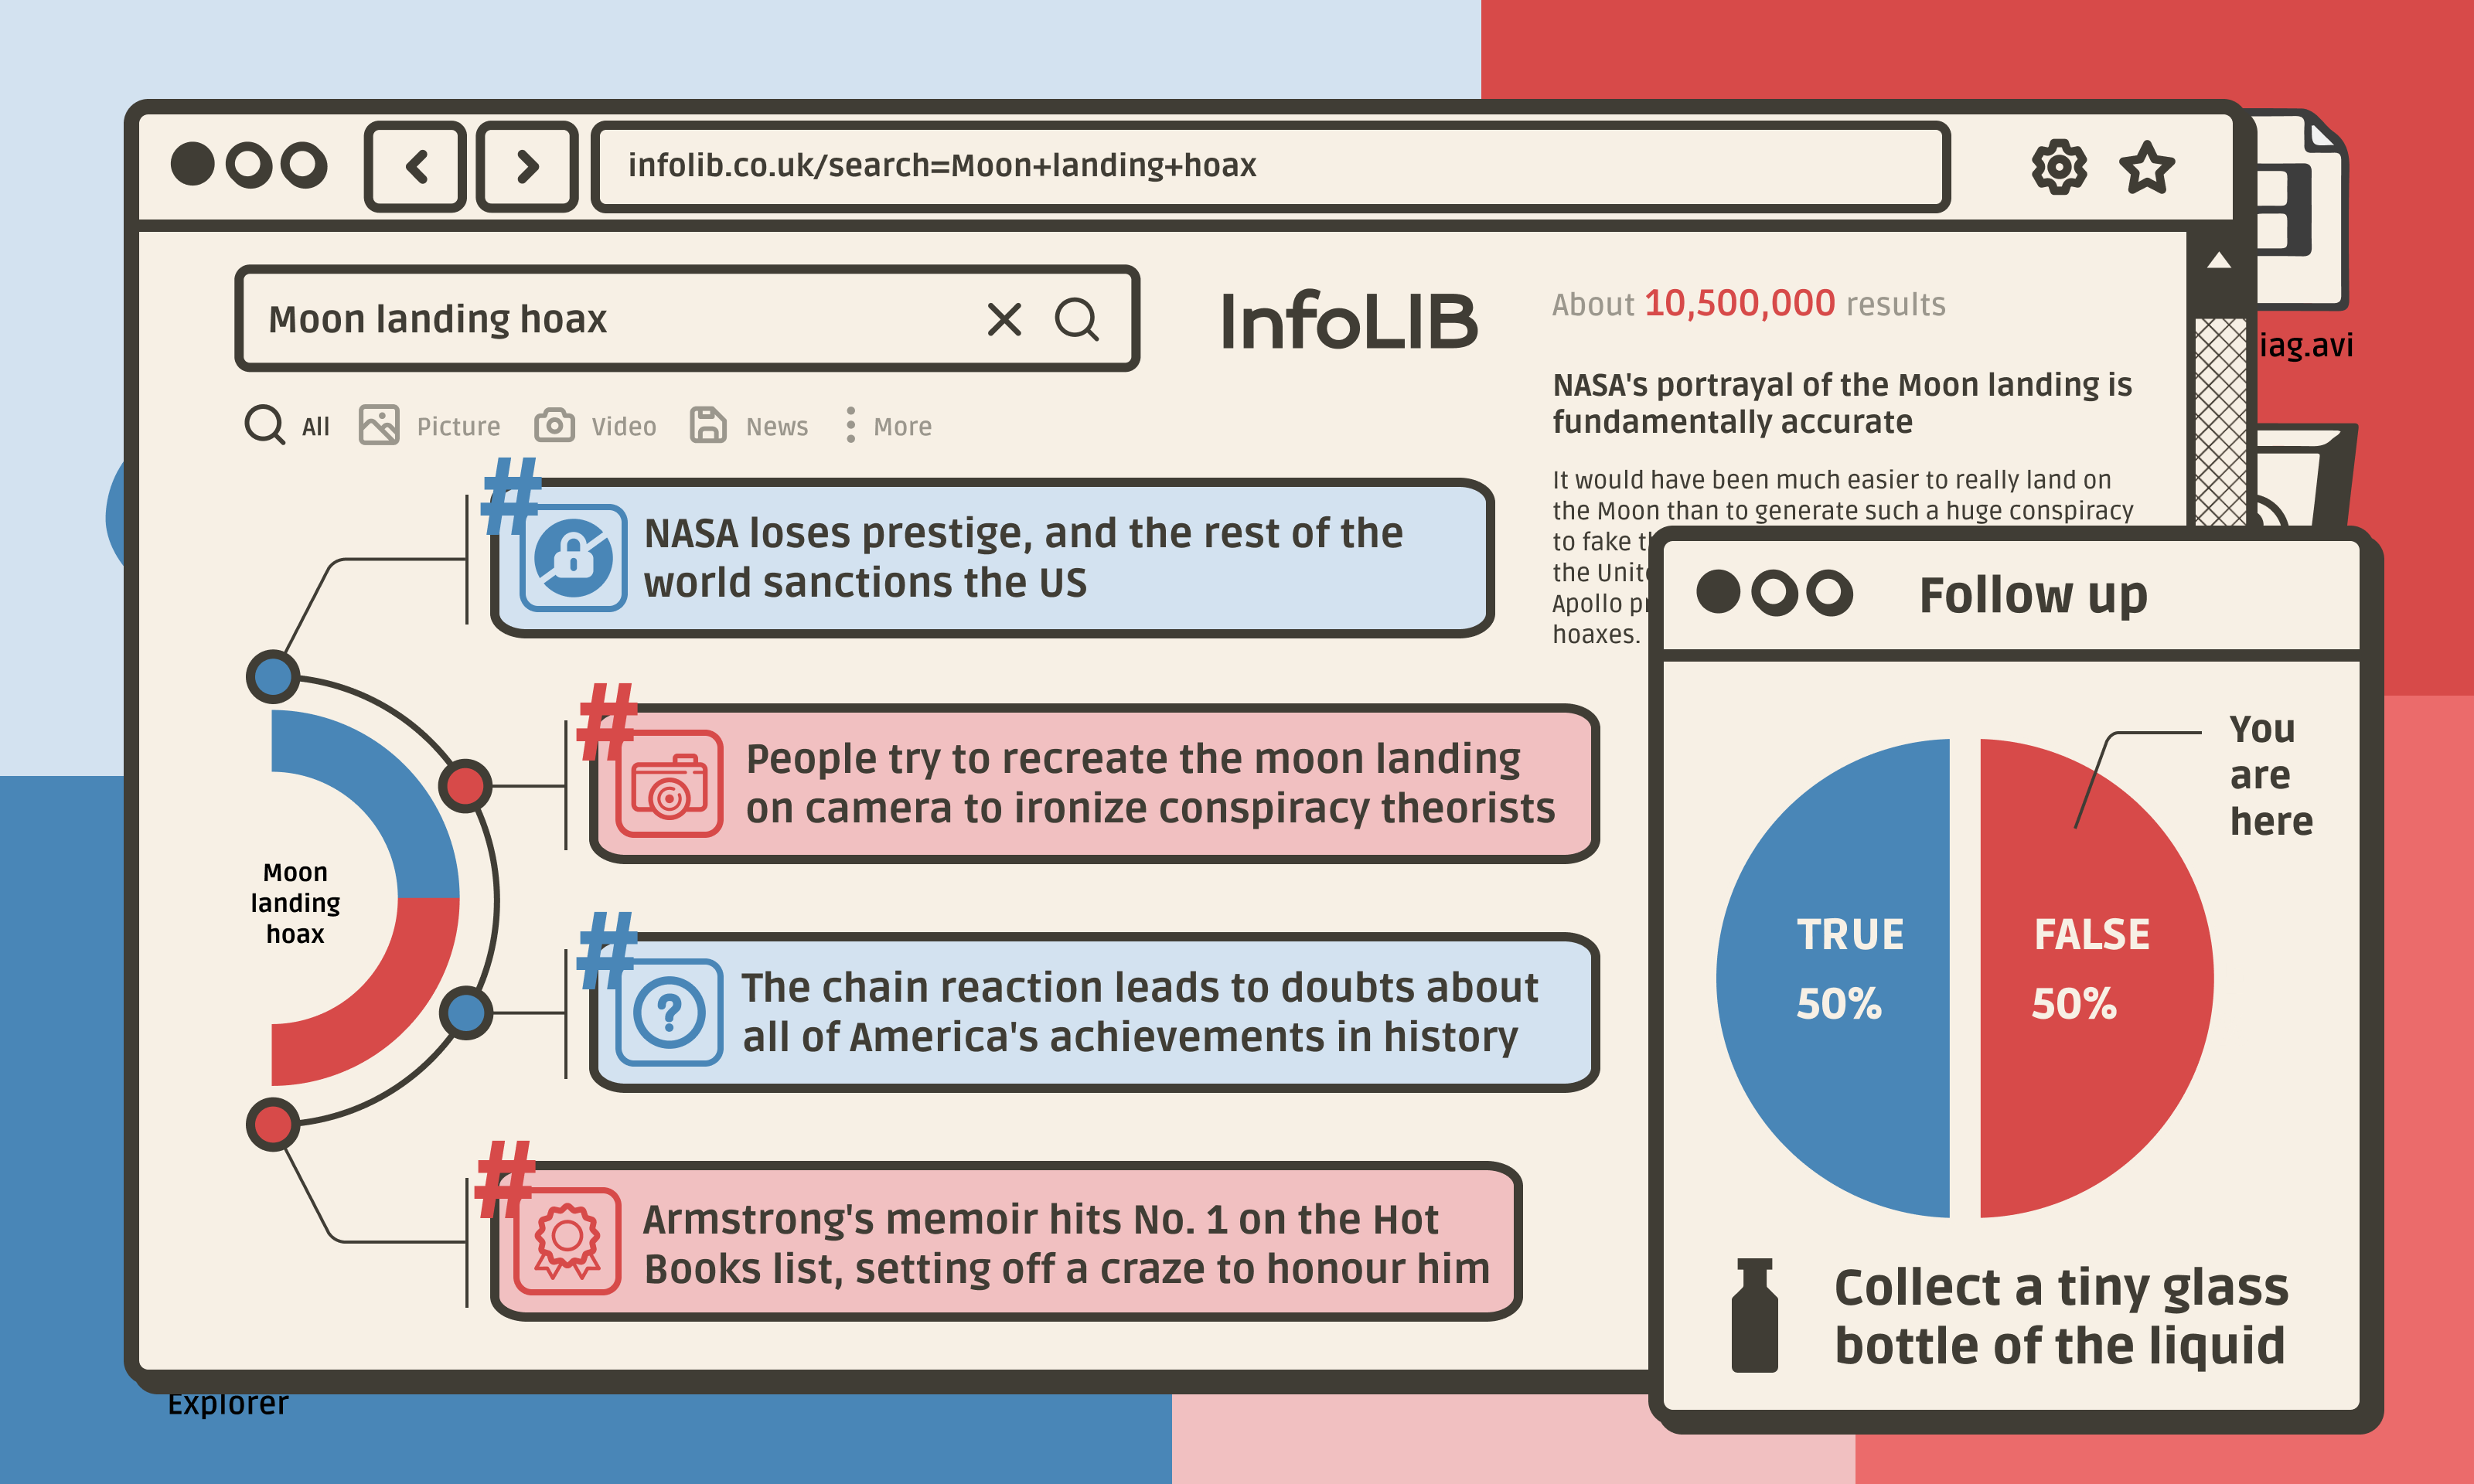 infolib.co.uk/search=Moon+landing+hoax
Moon landing hoax
InfoLIB
About 10,500,000 results
All
Picture
Video
News
More
NASA's portrayal of the Moon landing is
fundamentally accurate
It would have been much easier to really land on
the Moon than to generate such a huge conspiracy
to fake
the
Apollo
hoaxes.
iag.avi
#
NASA loses prestige, and the rest of the
world sanctions the US
#
People try to recreate the moon landing
on camera to ironize conspiracy theorists
Moon
landing
hoax
#
?
The chain reaction leads to doubts about
all of America's achievements in history
#
Armstrong's memoir hits No. 1 on the Hot
Books list, setting off a craze to honour him
Follow up
You
are
here
TRUE
50%
FALSE
50%
Collect a tiny glass
bottle of the liquid
Explorer